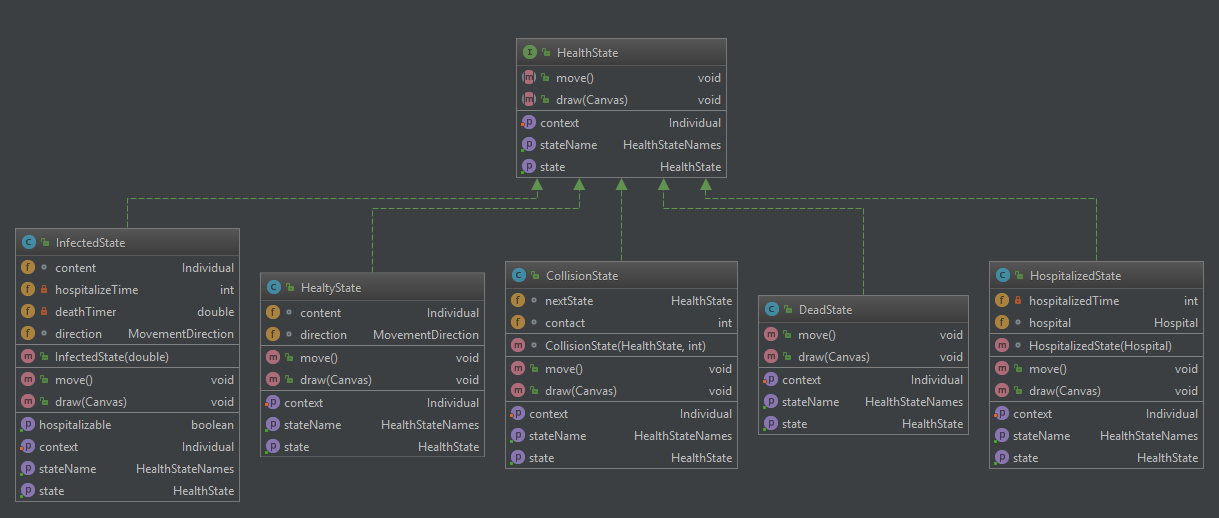 HealthState
move() void
draw(Canvas) void
context Individual
stateName HealthStateNames
state HealthState
InfectedState
content Individual
hospitalizeTime int
deathTimer double
direction MovementDirection
InfectedState(double)
move() void
draw(Canvas) void
hospitalizable boolean
context Individual
stateName HealthStateNames
state HealthState
HealtyState
content Individual
direction MovementDirection
move() void
draw(Canvas) void
context Individual
stateName HealthStateNames
state HealthState
CollisionState
nextState HealthState
contact int
CollisionState(HealthState, int)
move() void
draw(Canvas) void
context Individual
stateName HealthStateNames
state HealthState
DeadState
move() void
draw(Canvas) void
context Individual
stateName HealthStateNames
state HealthState
HospitalizedState
hospitalizedTime int
hospital Hospital
HospitalizedState(Hospital)
move() void
draw(Canvas) void
context Individual
stateName HealthStateNames
state HealthState